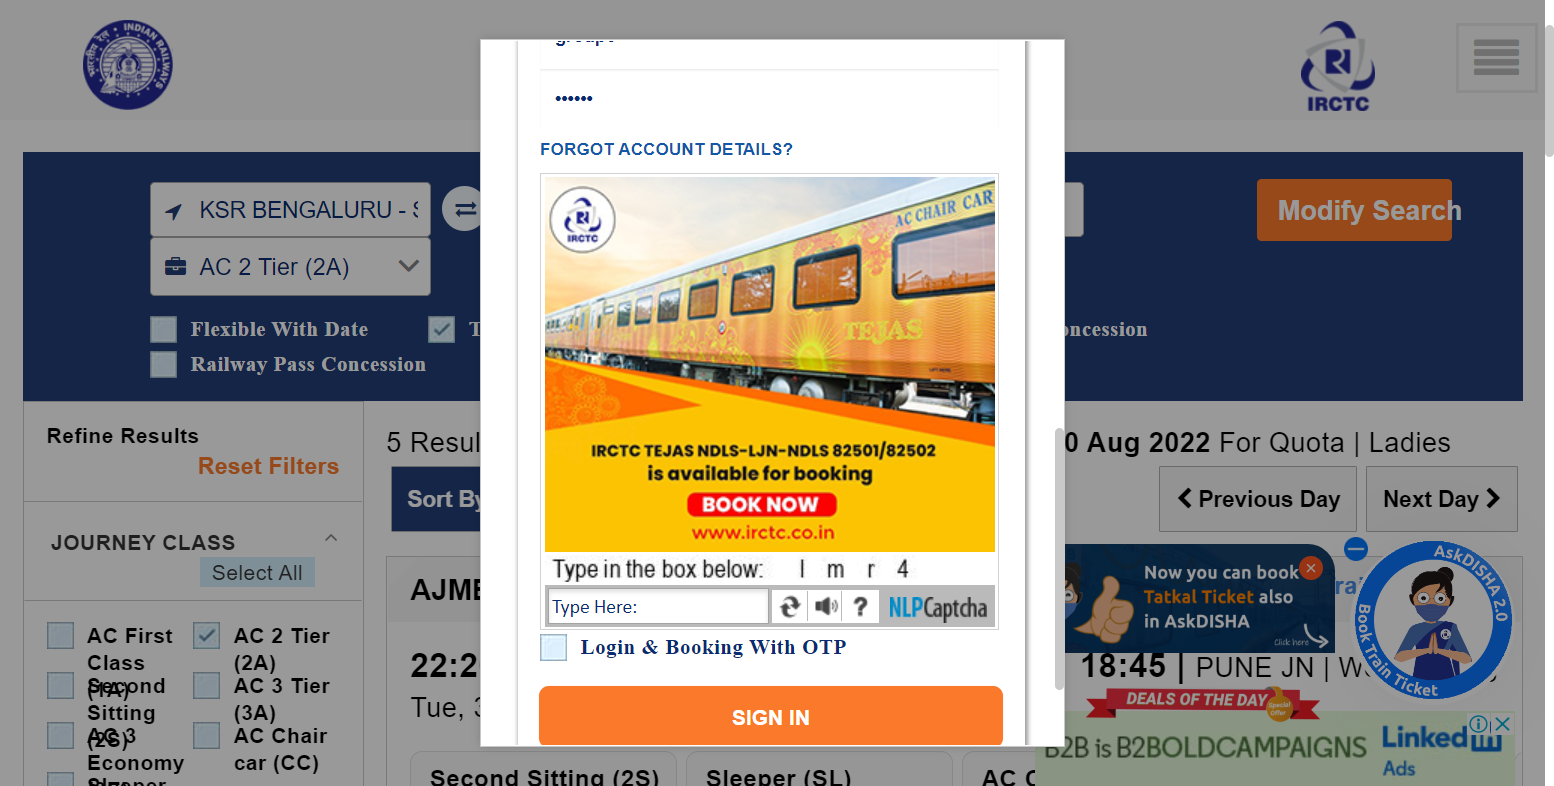 INDIAN RAILWAYS
भारतीय रेल
IRCTC
••••••
FORGOT ACCOUNT DETAILS?
KSR BENGALURU - S
AC 2 Tier (2A)
Modify Search
Flexible With Date
T
oncession
Railway Pass Concession
IRCTC
AC CHAIR CAR
TEJAS
IRCTC TEJAS NDLS-LJN-NDLS 82501/82502
is available for booking
BOOK NOW
www.irctc.co.in
Type in the box below: l m r 4
Type Here:
?
NLPCaptcha
Login & Booking With OTP
SIGN IN
Refine Results
Reset Filters
JOURNEY CLASS
Select All
AC First Class (1A)
AC 2 Tier (2A)
Second Sitting (2S)
AC 3 Tier (3A)
AC 3 Economy
AC Chair car (CC)
Sleeper
5 Resul
0 Aug 2022 For Quota | Ladies
Sort By
Previous Day
Next Day
AJME
Now you can book
Tatkal Ticket also
in AskDISHA
Click here
AskDISHA 2.0
Book Train Ticket
22:2
Tue, 3
18:45 | PUNE JN |
DEALS OF THE DAY
Special Offer
B2B is B2BOLDCAMPAIGNS
Linked in
Ads
Second Sitting (2S)
Sleeper (SL)
AC C